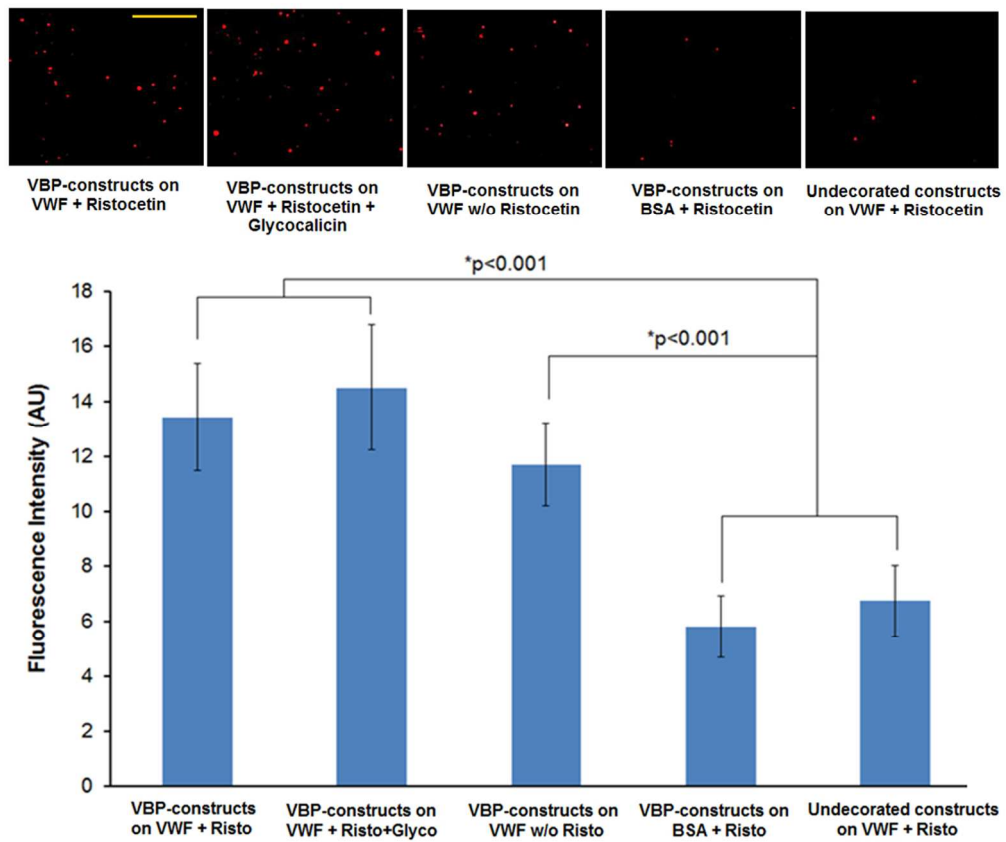 VBP-constructs on
VWF + Ristocetin
VBP-constructs on
VWF + Ristocetin +
Glycocalicin
VBP-constructs on
VWF w/o Ristocetin
VBP-constructs on
BSA + Ristocetin
Undecorated constructs
on VWF + Ristocetin
*p<0.001
*p<0.001
Fluorescence Intensity (AU)
18
16
14
12
10
8
6
4
2
0
VBP-constructs
on VWF + Risto
VBP-constructs on
VWF + Risto+Glyco
VBP-constructs on
VWF w/o Risto
VBP-constructs on
BSA + Risto
Undecorated constructs
on VWF + Risto